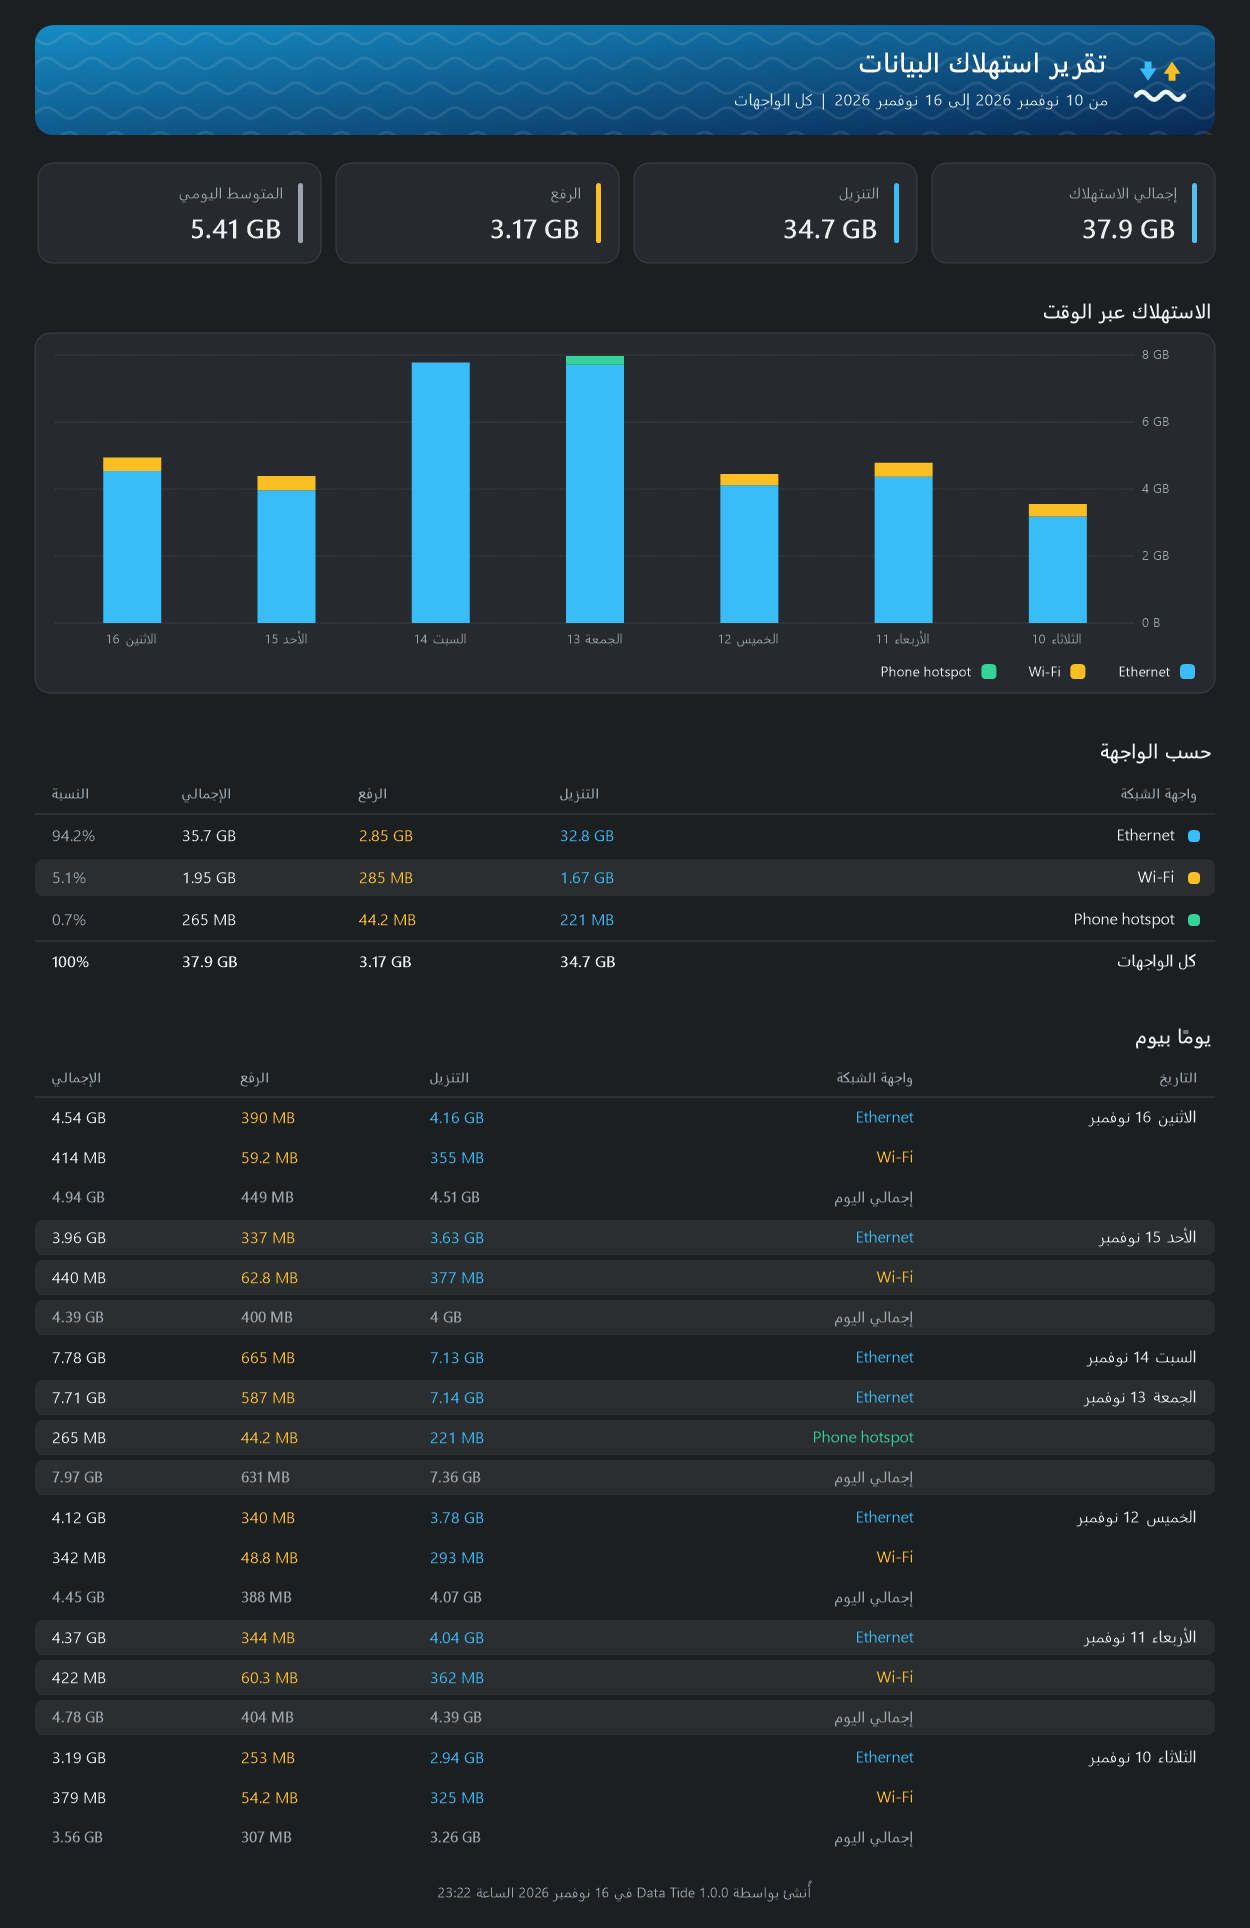 تقرير استهلاك البيانات
من 10 نوفمبر 2026 إلى 16 نوفمبر 2026 | كل الواجهات
إجمالي الاستهلاك
37.9 GB
التنزيل
34.7 GB
الرفع
3.17 GB
المتوسط اليومي
5.41 GB
الاستهلاك عبر الوقت
8 GB
6 GB
4 GB
2 GB
0 B
الثلاثاء 10 الأربعاء 11 الخميس 12 الجمعة 13 السبت 14 الأحد 15 الاثنين 16
Ethernet Wi-Fi Phone hotspot
حسب الواجهة
واجهة الشبكة التنزيل الرفع الإجمالي النسبة
Ethernet 32.8 GB 2.85 GB 35.7 GB 94.2%
Wi-Fi 1.67 GB 285 MB 1.95 GB 5.1%
Phone hotspot 221 MB 44.2 MB 265 MB 0.7%
كل الواجهات 34.7 GB 3.17 GB 37.9 GB 100%
يومًا بيوم
التاريخ واجهة الشبكة التنزيل الرفع الإجمالي
الاثنين 16 نوفمبر Ethernet 4.16 GB 390 MB 4.54 GB
Wi-Fi 355 MB 59.2 MB 414 MB
إجمالي اليوم 4.51 GB 449 MB 4.94 GB
الأحد 15 نوفمبر Ethernet 3.63 GB 337 MB 3.96 GB
Wi-Fi 377 MB 62.8 MB 440 MB
إجمالي اليوم 4 GB 400 MB 4.39 GB
السبت 14 نوفمبر Ethernet 7.13 GB 665 MB 7.78 GB
الجمعة 13 نوفمبر Ethernet 7.14 GB 587 MB 7.71 GB
Phone hotspot 221 MB 44.2 MB 265 MB
إجمالي اليوم 7.36 GB 631 MB 7.97 GB
الخميس 12 نوفمبر Ethernet 3.78 GB 340 MB 4.12 GB
Wi-Fi 293 MB 48.8 MB 342 MB
إجمالي اليوم 4.07 GB 388 MB 4.45 GB
الأربعاء 11 نوفمبر Ethernet 4.04 GB 344 MB 4.37 GB
Wi-Fi 362 MB 60.3 MB 422 MB
إجمالي اليوم 4.39 GB 404 MB 4.78 GB
الثلاثاء 10 نوفمبر Ethernet 2.94 GB 253 MB 3.19 GB
Wi-Fi 325 MB 54.2 MB 379 MB
إجمالي اليوم 3.26 GB 307 MB 3.56 GB
أُنشئ بواسطة Data Tide 1.0.0 في 16 نوفمبر 2026 الساعة 23:22